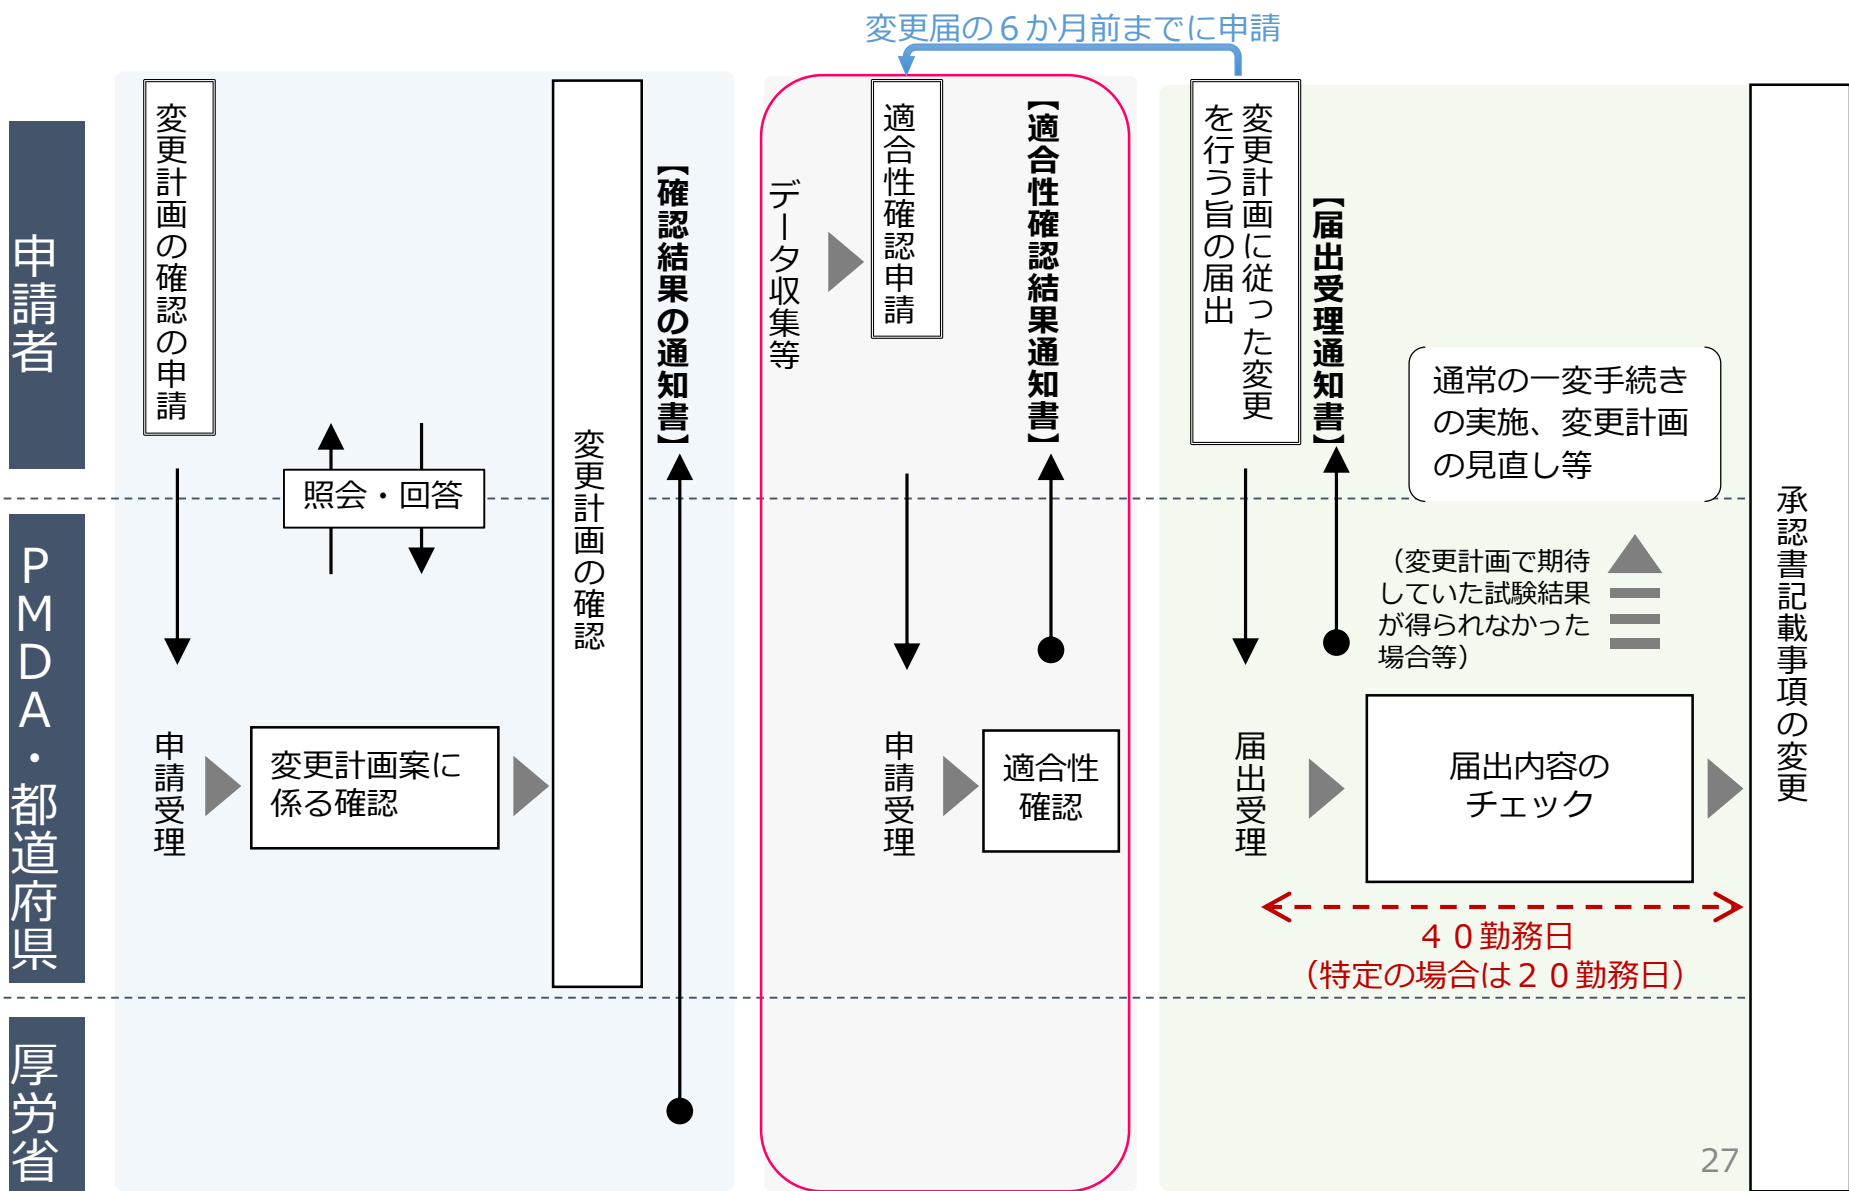 変更届の６か月前までに申請
申請者
変更計画の確認の申請
照会・回答
変更計画の確認
【確認結果の通知書】
データ収集等
適合性確認申請
【適合性確認結果通知書】
変更計画に従った変更
を行う旨の届出
【届出受理通知書】
通常の一変手続き
の実施、変更計画
の見直し等
承認書記載事項の変更
ＰＭＤＡ・都道府県
申請受理
変更計画案に
係る確認
申請受理
適合性
確認
届出受理
（変更計画で期待
していた試験結果
が得られなかった
場合等）
届出内容の
チェック
４０勤務日
（特定の場合は２０勤務日）
厚労省
27